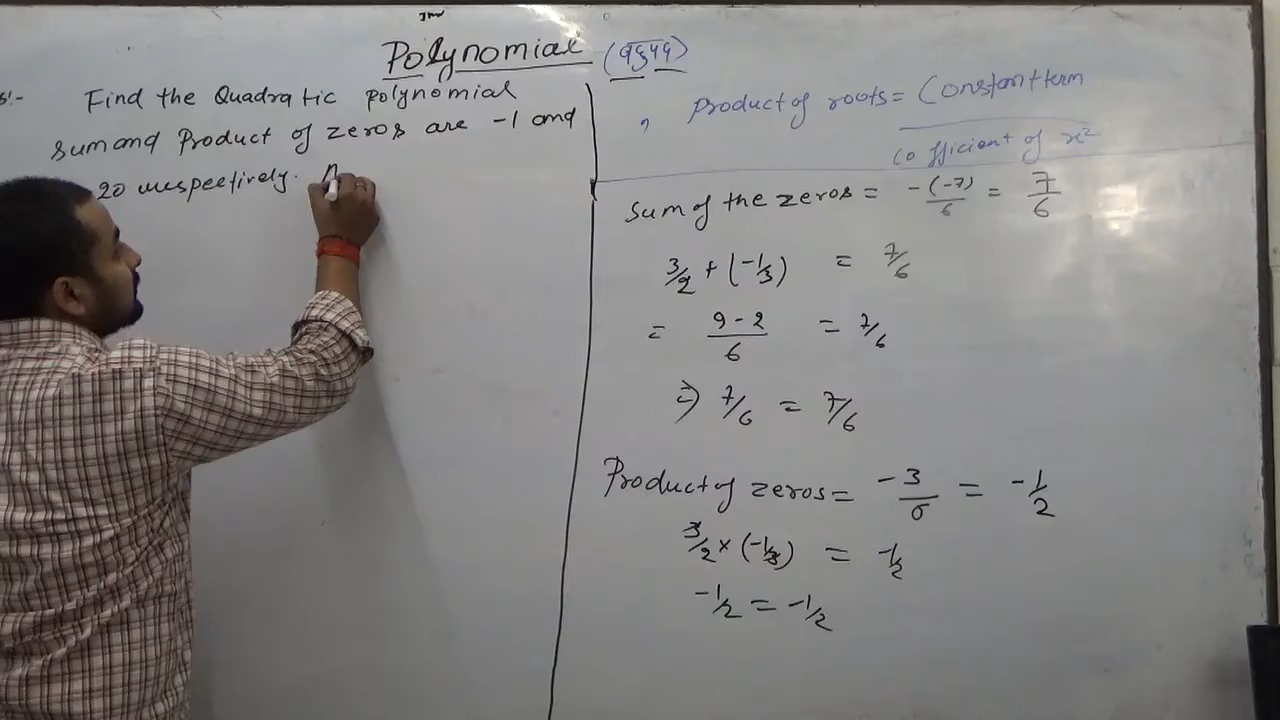 Polynomial (बहुपद)
Find the Quadratic polynomial
sum and Product of zeros are -1 and
20 respectively. A
, Product of roots = Constant term
cofficient of x²
Sum of the zeros = -(-7)/6 = 7/6
3/2 + (-1/3) = 7/6
= 9-2/6 = 7/6
⇒ 7/6 = 7/6
Product of zeros = -3/6 = -1/2
3/2 × (-1/3) = -1/2
-1/2 = -1/2